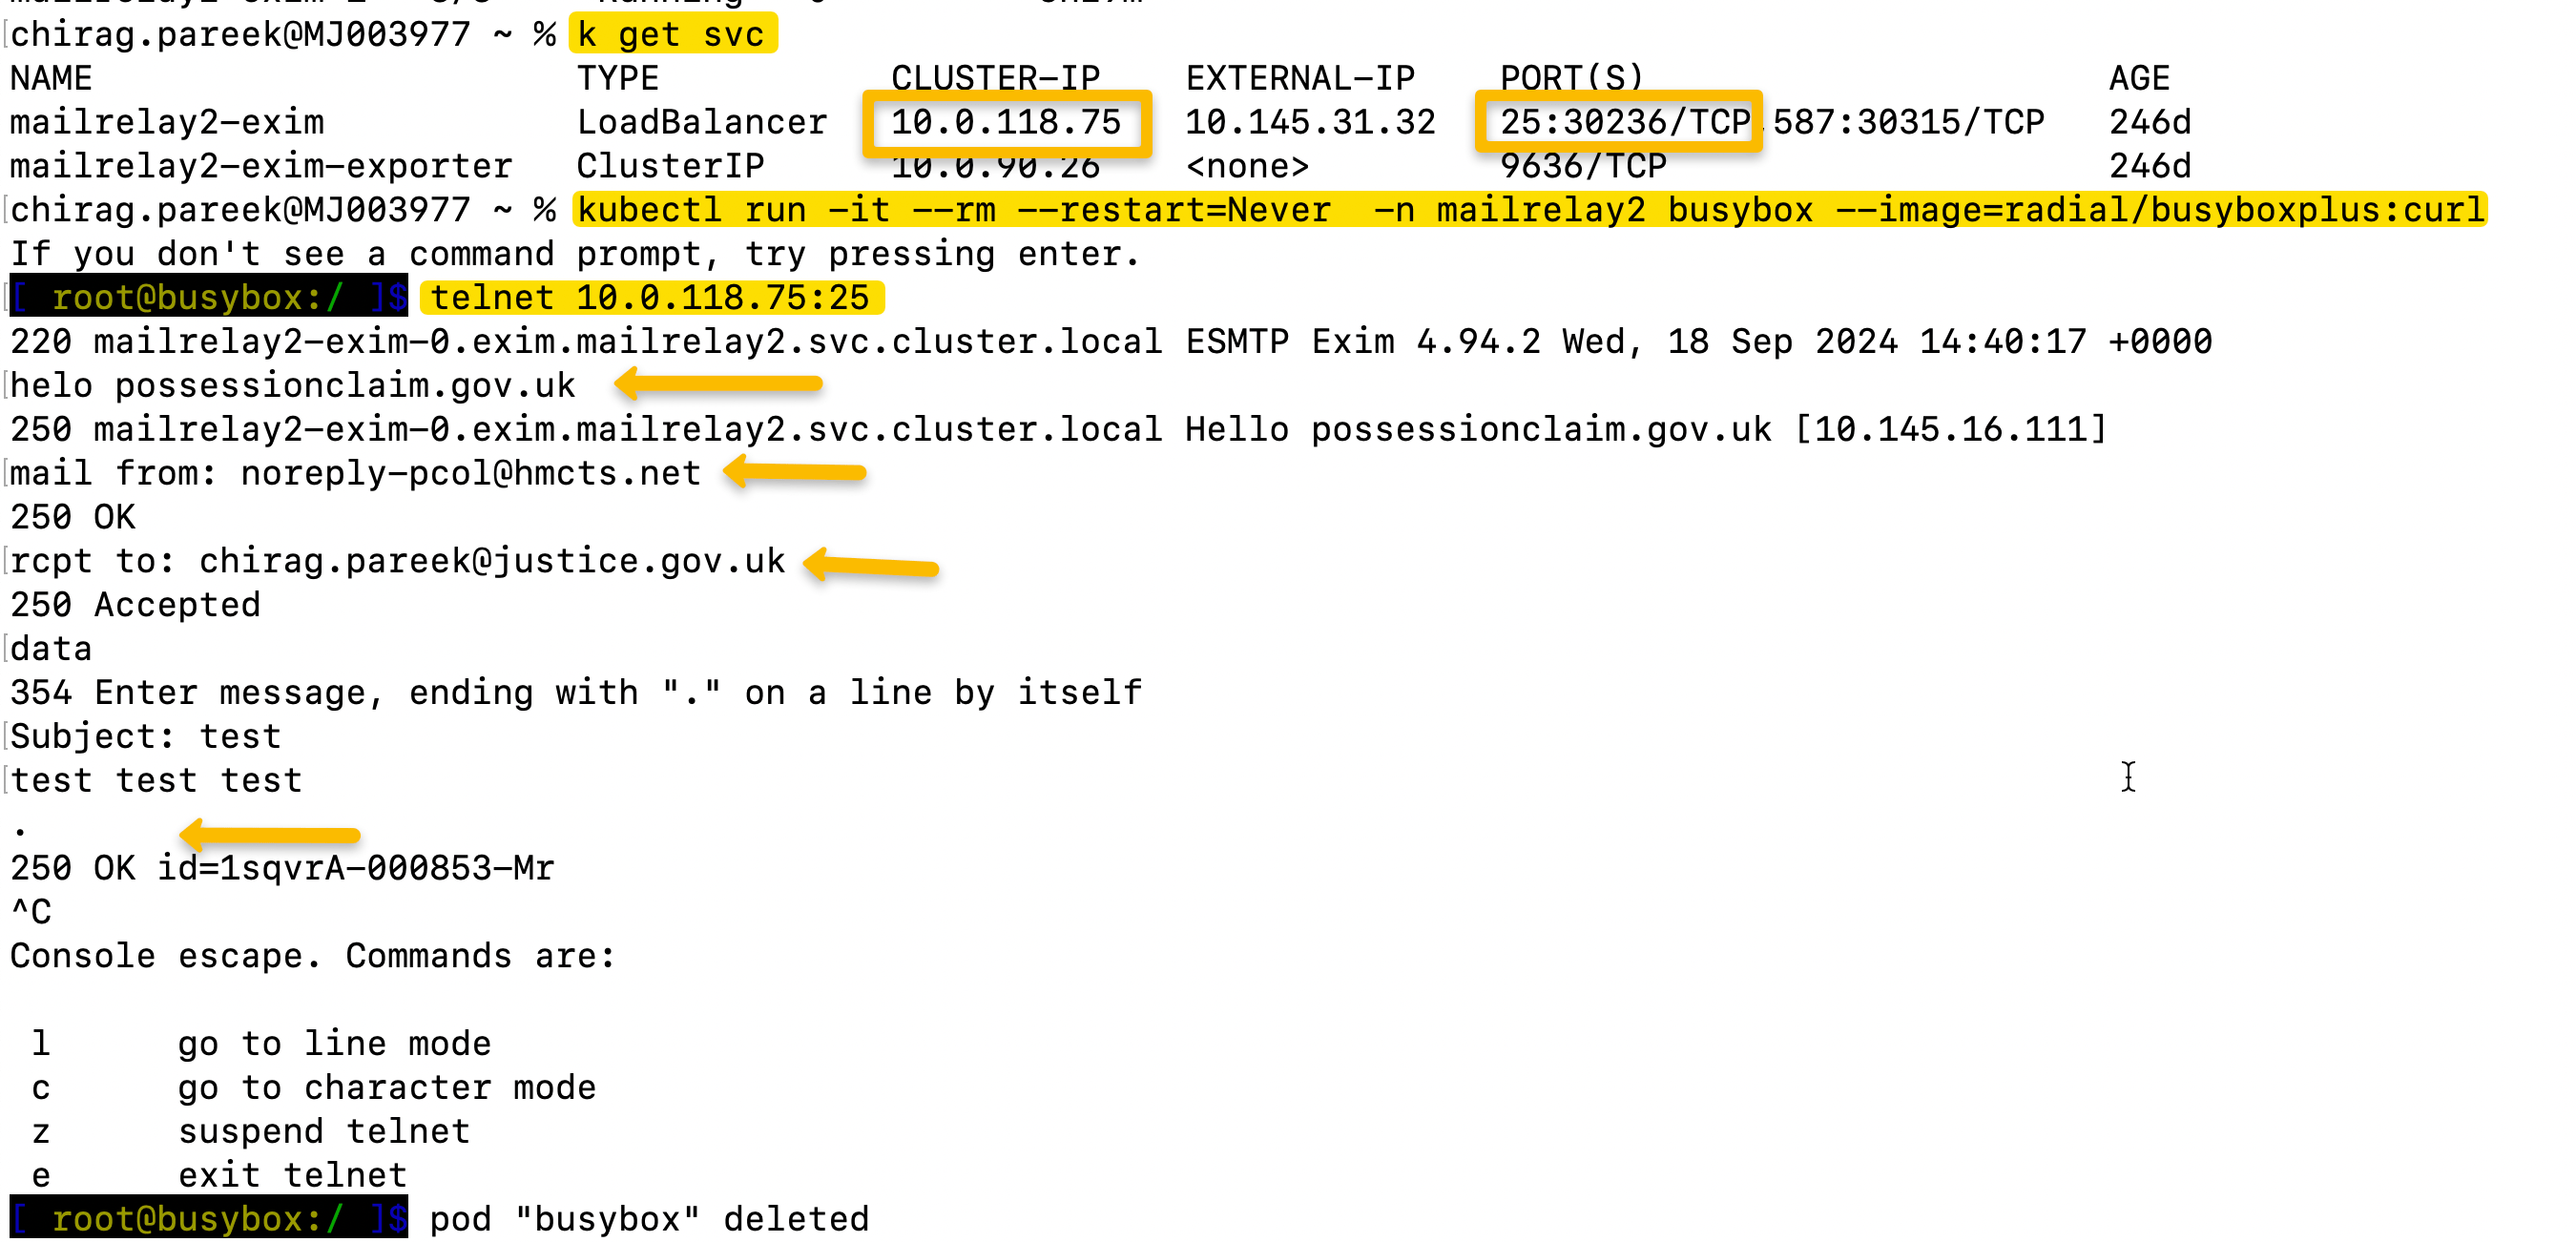 chirag.pareek@MJ003977 ~ % k get svc
NAME TYPE CLUSTER-IP EXTERNAL-IP PORT(S) AGE
mailrelay2-exim LoadBalancer 10.0.118.75 10.145.31.32 25:30236/TCP,587:30315/TCP 246d
mailrelay2-exim-exporter ClusterIP 10.0.90.26 <none> 9636/TCP 246d
chirag.pareek@MJ003977 ~ % kubectl run -it --rm --restart=Never -n mailrelay2 busybox --image=radial/busyboxplus:curl
If you don't see a command prompt, try pressing enter.
[ root@busybox:/ ]$ telnet 10.0.118.75:25
220 mailrelay2-exim-0.exim.mailrelay2.svc.cluster.local ESMTP Exim 4.94.2 Wed, 18 Sep 2024 14:40:17 +0000
helo possessionclaim.gov.uk
250 mailrelay2-exim-0.exim.mailrelay2.svc.cluster.local Hello possessionclaim.gov.uk [10.145.16.111]
mail from: noreply-pcol@hmcts.net
250 OK
rcpt to: chirag.pareek@justice.gov.uk
250 Accepted
data
354 Enter message, ending with "." on a line by itself
Subject: test
test test test
.
250 OK id=1sqvrA-000853-Mr
^C
Console escape. Commands are:
l go to line mode
c go to character mode
z suspend telnet
e exit telnet
[ root@busybox:/ ]$ pod "busybox" deleted